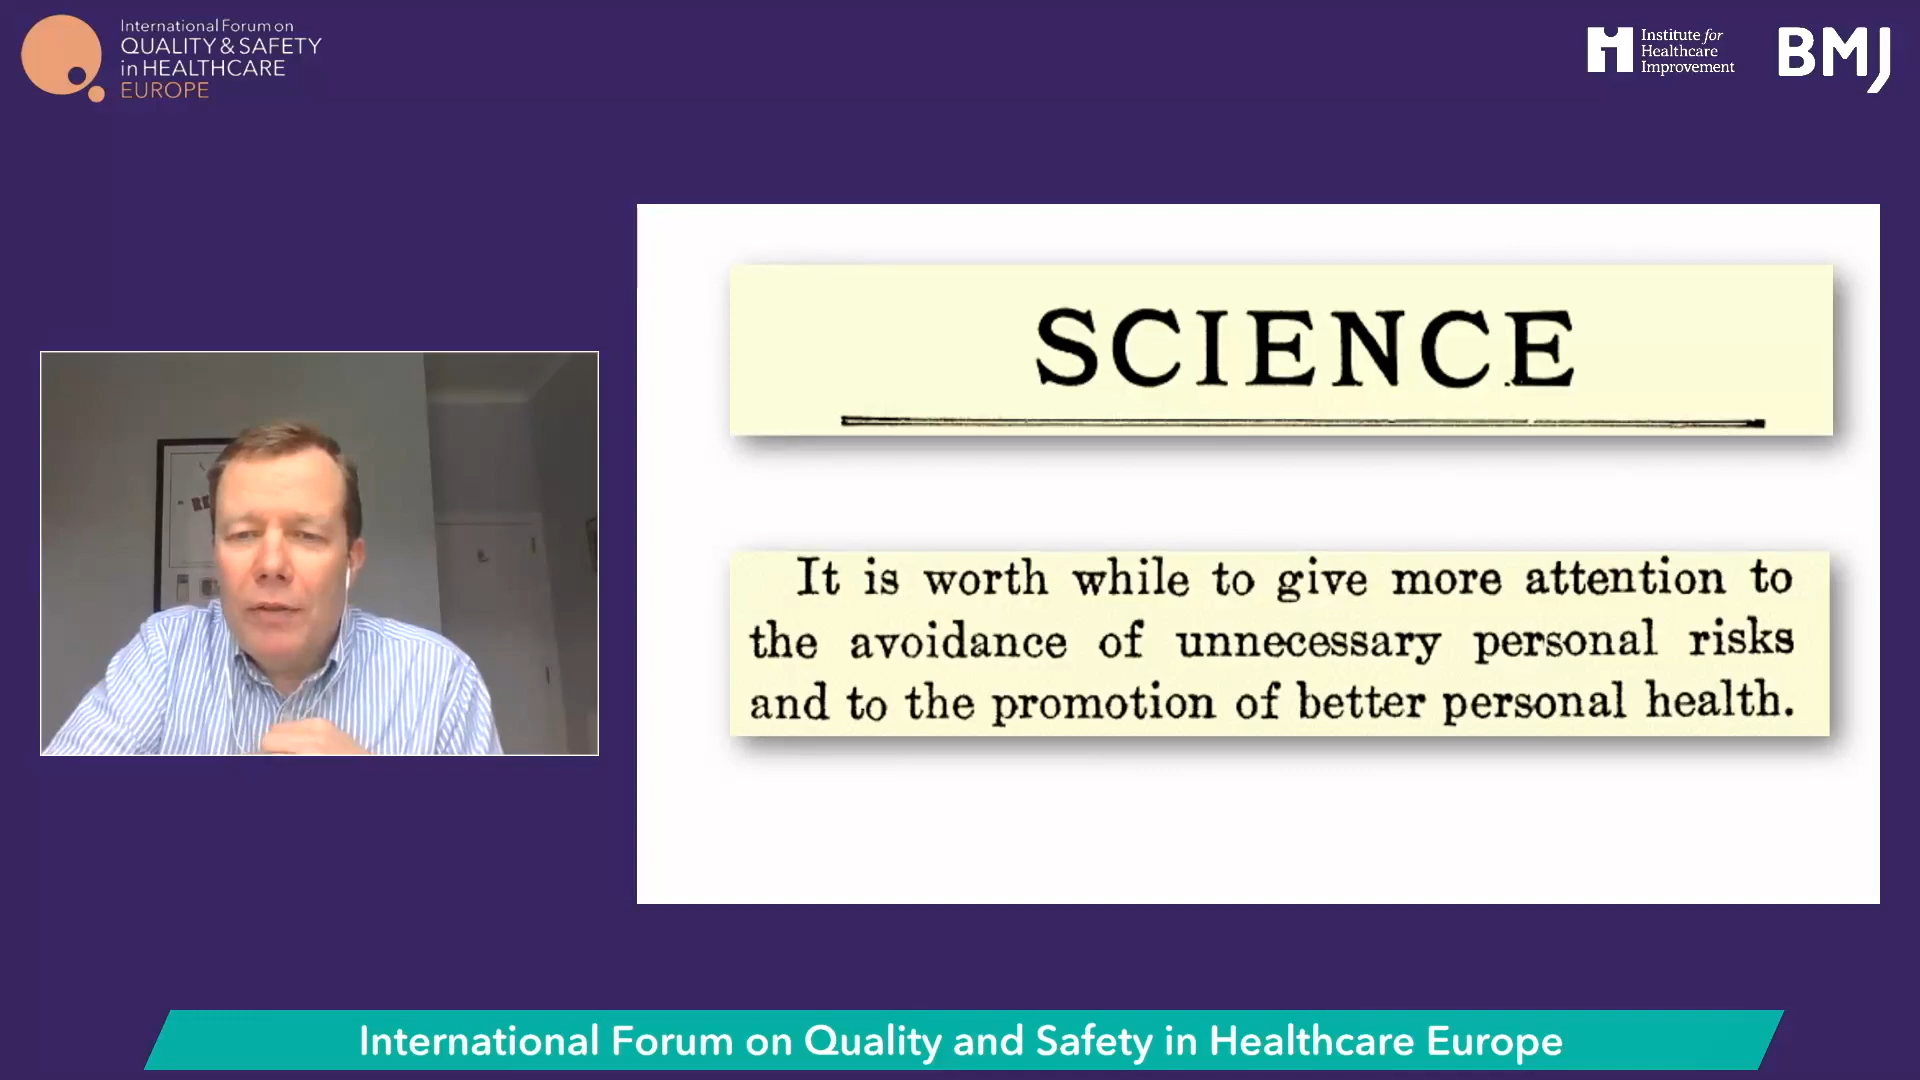 International Forum on
QUALITY & SAFETY
in HEALTHCARE
EUROPE
Institute for
Healthcare
Improvement
BMJ
SCIENCE
It is worth while to give more attention to
the avoidance of unnecessary personal risks
and to the promotion of better personal health.
International Forum on Quality and Safety in Healthcare Europe